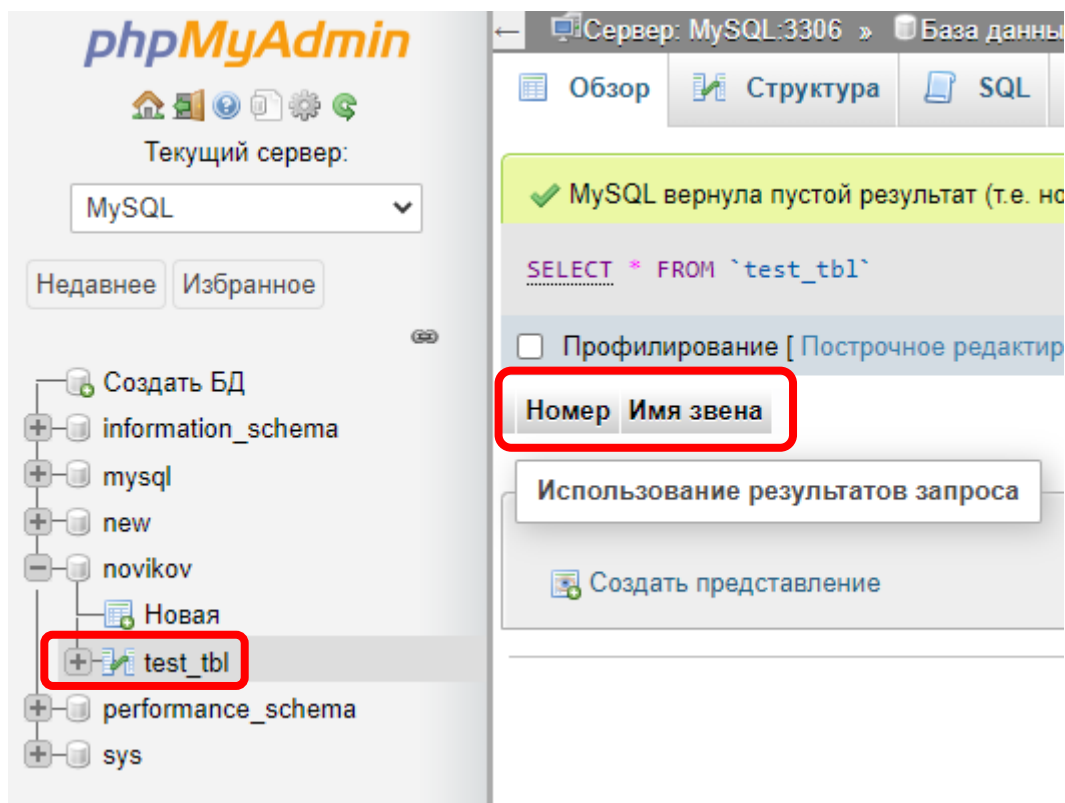 phpMyAdmin
Текущий сервер:
MySQL
Недавнее Избранное
Создать БД
information_schema
mysql
new
novikov
Новая
test_tbl
performance_schema
sys
← Сервер: MySQL:3306 » База данны
Обзор Структура SQL
MySQL вернула пустой результат (т.е. но
SELECT * FROM `test_tbl`
Профилирование [ Построчное редактир
Номер Имя звена
Использование результатов запроса
Создать представление